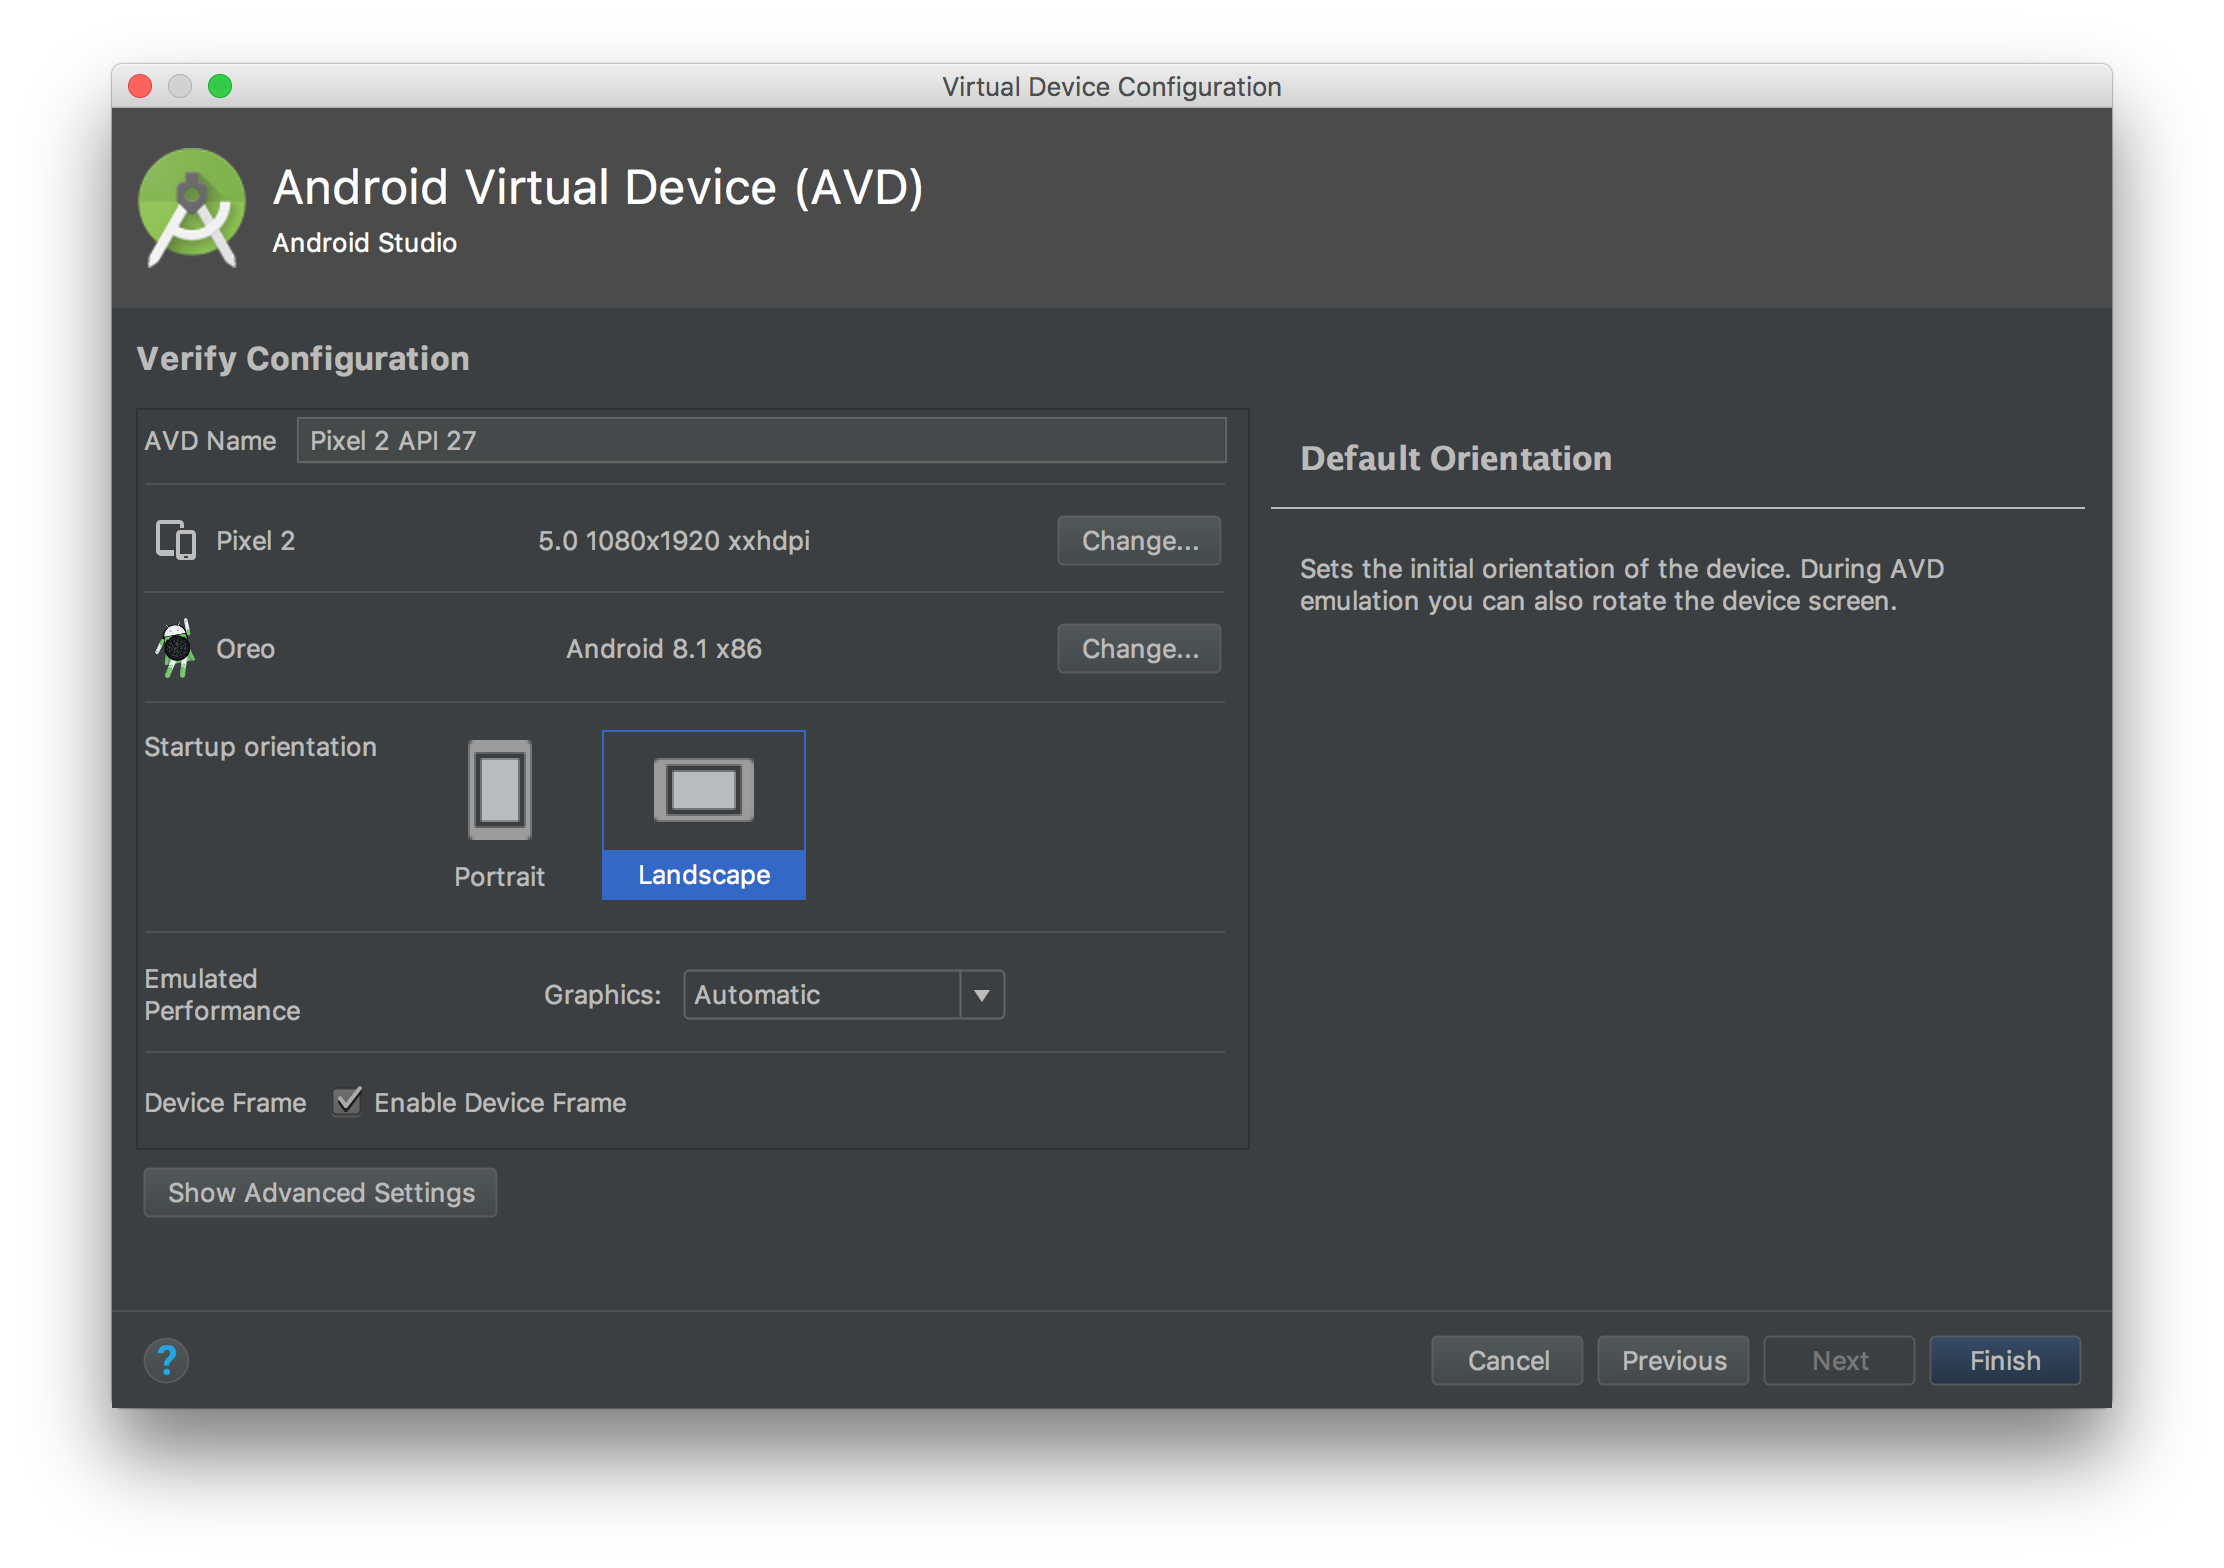 Virtual Device Configuration
Android Virtual Device (AVD)
Android Studio
Verify Configuration
AVD Name Pixel 2 API 27
Pixel 2 5.0 1080x1920 xxhdpi Change...
Oreo Android 8.1 x86 Change...
Startup orientation
Portrait Landscape
Emulated
Performance
Graphics: Automatic
Device Frame Enable Device Frame
Show Advanced Settings
Default Orientation
Sets the initial orientation of the device. During AVD
emulation you can also rotate the device screen.
? Cancel Previous Next Finish